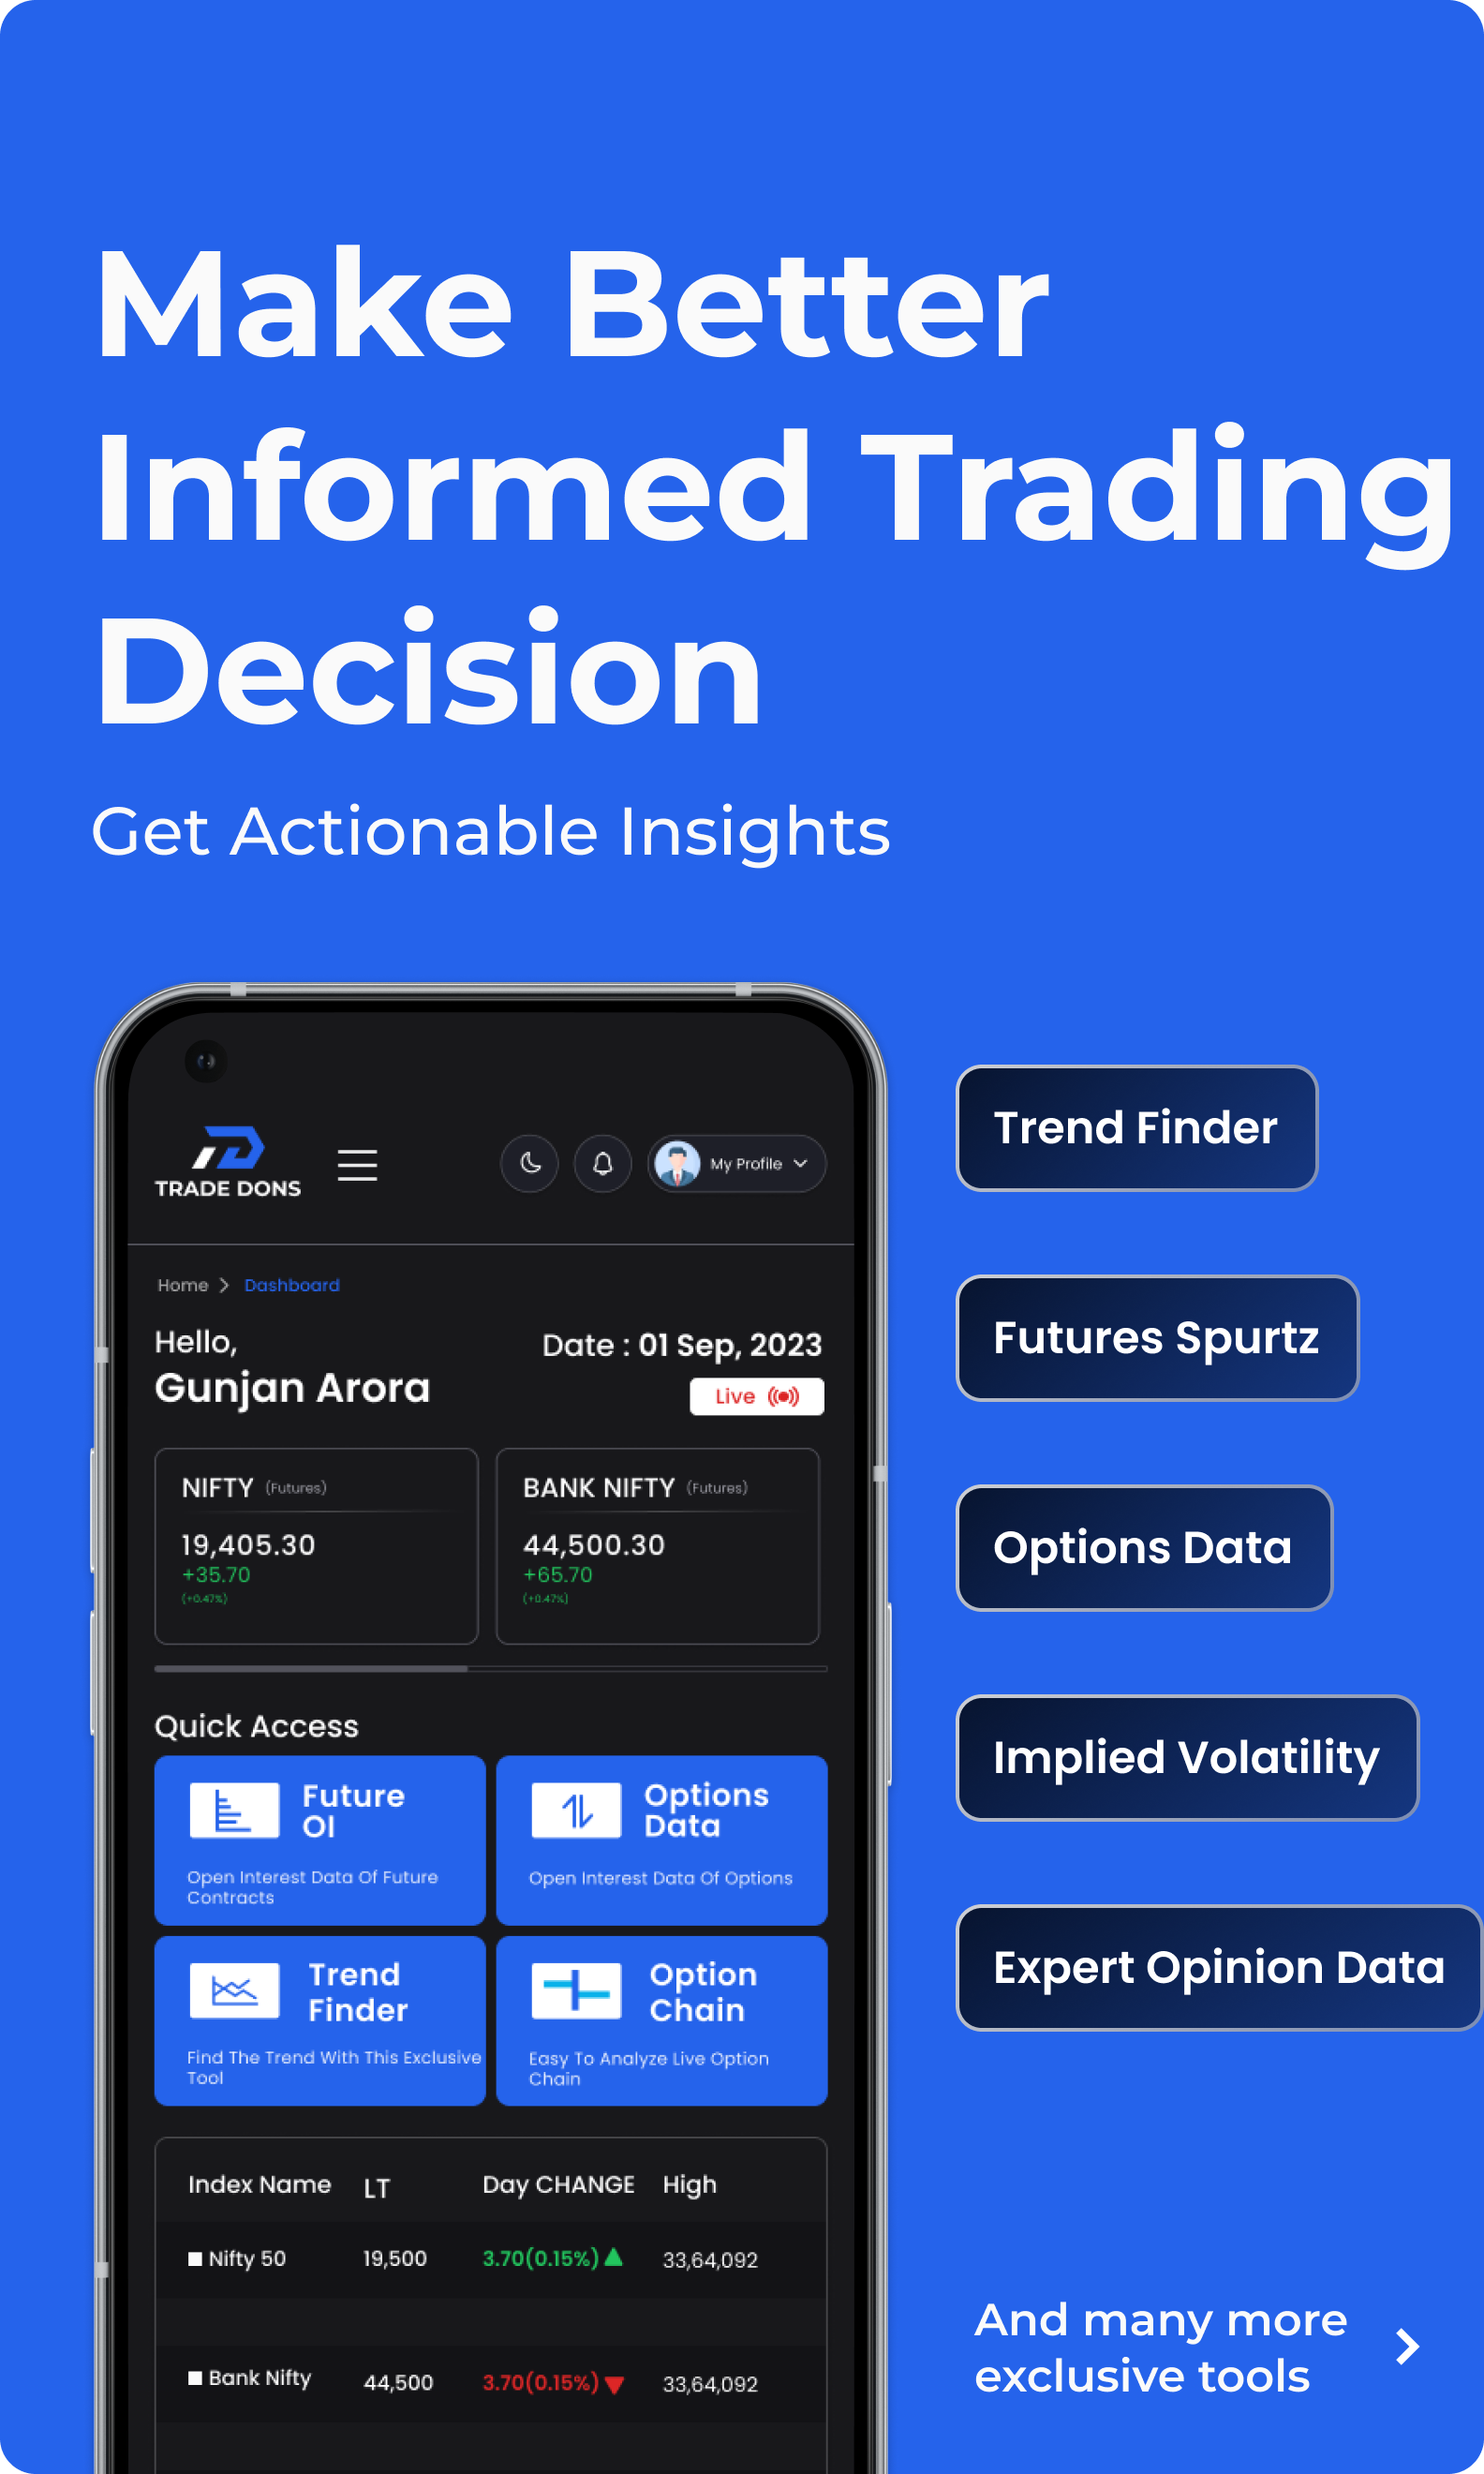 Make Better
Informed Trading
Decision
Get Actionable Insights
TRADE DONS
My Profile
Home > Dashboard
Hello,
Gunjan Arora
Date : 01 Sep, 2023
Live
NIFTY (Futures)
19,405.30
+35.70
(+0.47%)
BANK NIFTY (Futures)
44,500.30
+65.70
(+0.47%)
Quick Access
Future
OI
Open Interest Data Of Future
Contracts
Options
Data
Open Interest Data Of Options
Trend
Finder
Find The Trend With This Exclusive
Tool
Option
Chain
Easy To Analyze Live Option
Chain
Index Name LT Day CHANGE High
Nifty 50 19,500 3.70(0.15%) 33,64,092
Bank Nifty 44,500 3.70(0.15%) 33,64,092
Trend Finder
Futures Spurtz
Options Data
Implied Volatility
Expert Opinion Data
And many more
exclusive tools